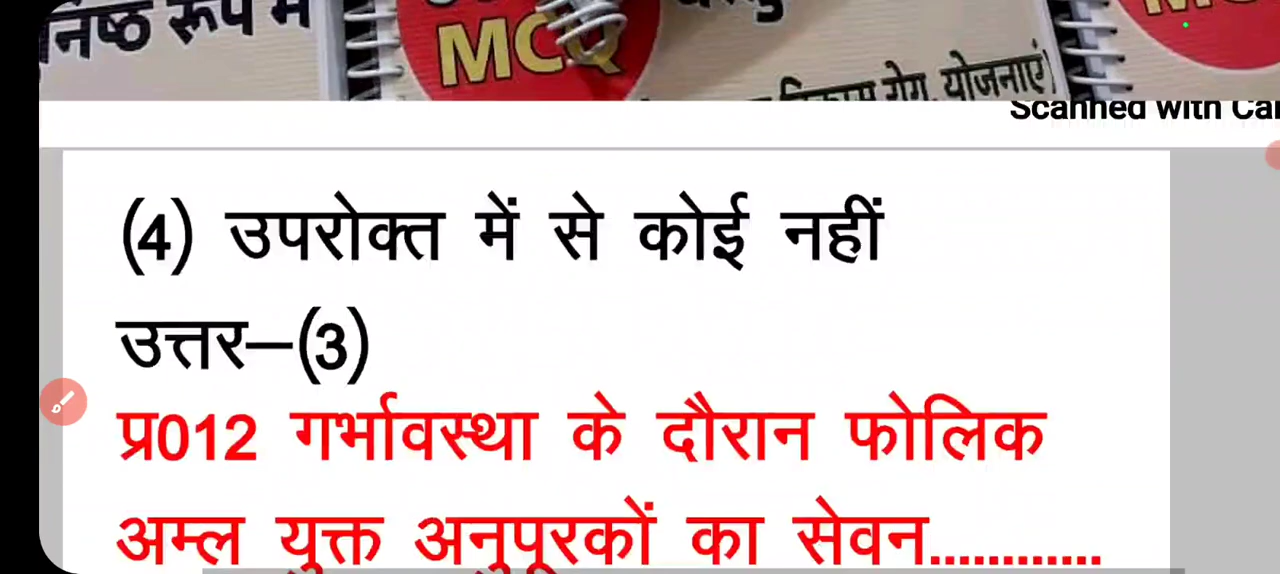 निष्ठ रूप में
MCQ
रोग, योजनाएं)
Scanned with Ca
(4) उपरोक्त में से कोई नहीं
उत्तर–(3)
प्र012 गर्भावस्था के दौरान फोलिक
अम्ल युक्त अनुपूरकों का सेवन............